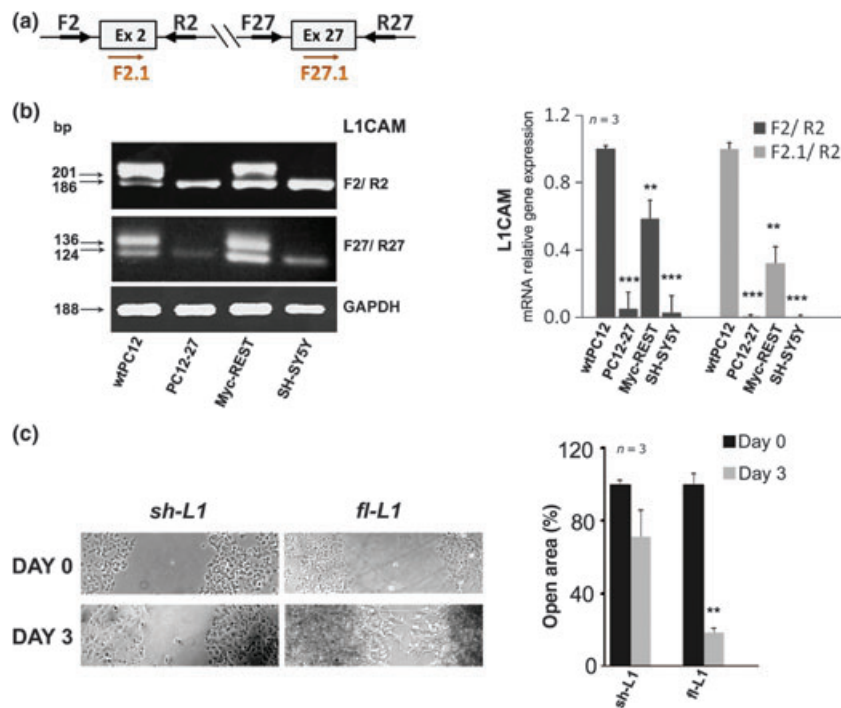 (a)
F2 Ex 2 R2 F27 Ex 27 R27
F2.1 F27.1
(b)
bp
L1CAM
201
186
F2/ R2
136
124
F27/ R27
188
GAPDH
wtPC12 PC12-27 Myc-REST SH-SY5Y
L1CAM
mRNA relative gene expression
1.2
0.8
0.4
0.0
n = 3
F2/ R2
F2.1/ R2
***
**
***
***
**
***
wtPC12 PC12-27 Myc-REST SH-SY5Y wtPC12 PC12-27 Myc-REST SH-SY5Y
(c)
sh-L1 fl-L1
DAY 0
DAY 3
Open area (%)
120
80
40
0
n = 3
Day 0
Day 3
**
sh-L1 fl-L1